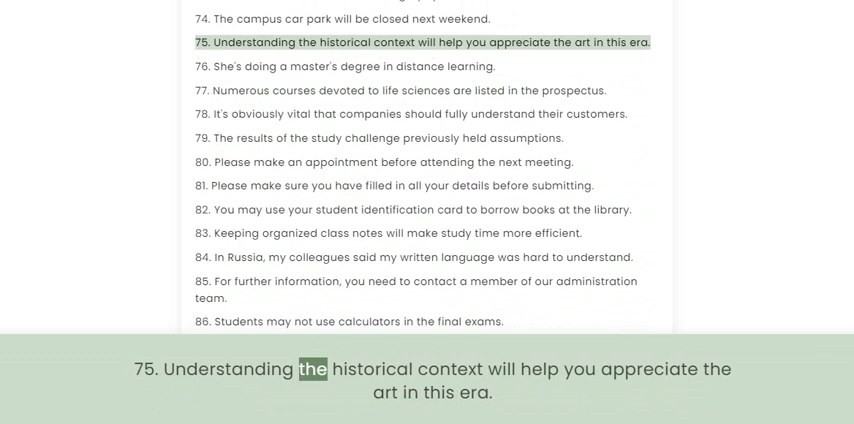 74. The campus car park will be closed next weekend.
75. Understanding the historical context will help you appreciate the art in this era.
76. She's doing a master's degree in distance learning.
77. Numerous courses devoted to life sciences are listed in the prospectus.
78. It's obviously vital that companies should fully understand their customers.
79. The results of the study challenge previously held assumptions.
80. Please make an appointment before attending the next meeting.
81. Please make sure you have filled in all your details before submitting.
82. You may use your student identification card to borrow books at the library.
83. Keeping organized class notes will make study time more efficient.
84. In Russia, my colleagues said my written language was hard to understand.
85. For further information, you need to contact a member of our administration
team.
86. Students may not use calculators in the final exams.
75. Understanding the historical context will help you appreciate the
art in this era.